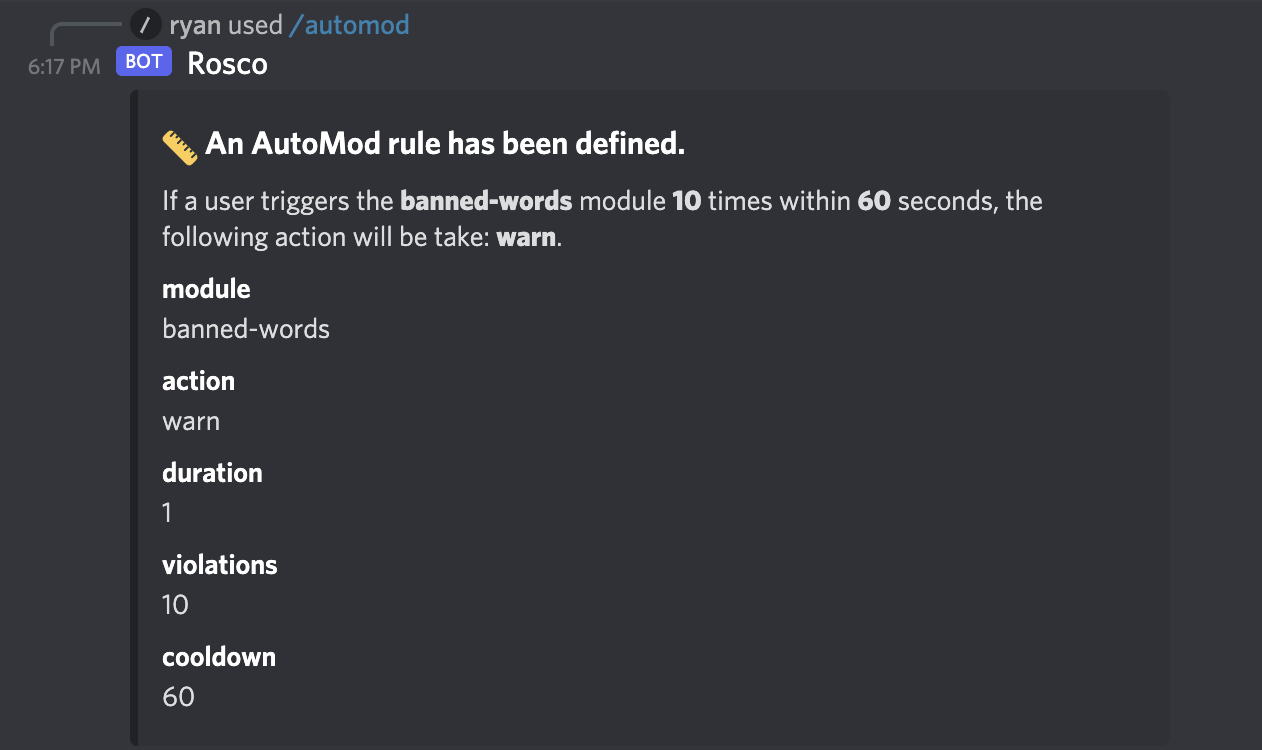 ryan used /automod
6:17 PM BOT Rosco
An AutoMod rule has been defined.
If a user triggers the banned-words module 10 times within 60 seconds, the
following action will be take: warn.
module
banned-words
action
warn
duration
1
violations
10
cooldown
60